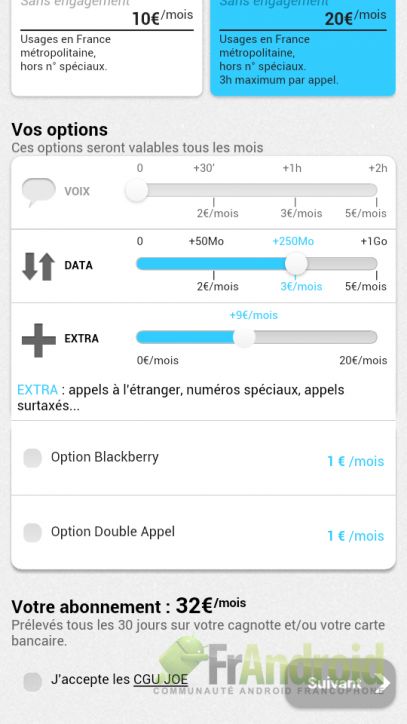 Sans engagement
Sans engagement
10€/mois
20€/mois
Usages en France
métropolitaine,
hors n° spéciaux.
Usages en France
métropolitaine,
hors n° spéciaux.
3h maximum par appel.
Vos options
Ces options seront valables tous les mois
0 +30' +1h +2h
VOIX
2€/mois 3€/mois 5€/mois
0 +50Mo +250Mo +1Go
DATA
2€/mois 3€/mois 5€/mois
+9€/mois
EXTRA
0€/mois 20€/mois
EXTRA : appels à l'étranger, numéros spéciaux, appels
surtaxés...
Option Blackberry 1 € /mois
Option Double Appel 1 € /mois
Votre abonnement : 32€/mois
Prélevés tous les 30 jours sur votre cagnotte et/ou votre carte
bancaire.
FrAndroid
J'accepte les CGU JOE
Suivant
COMMUNAUTÉ ANDROID FRANCOPHONE